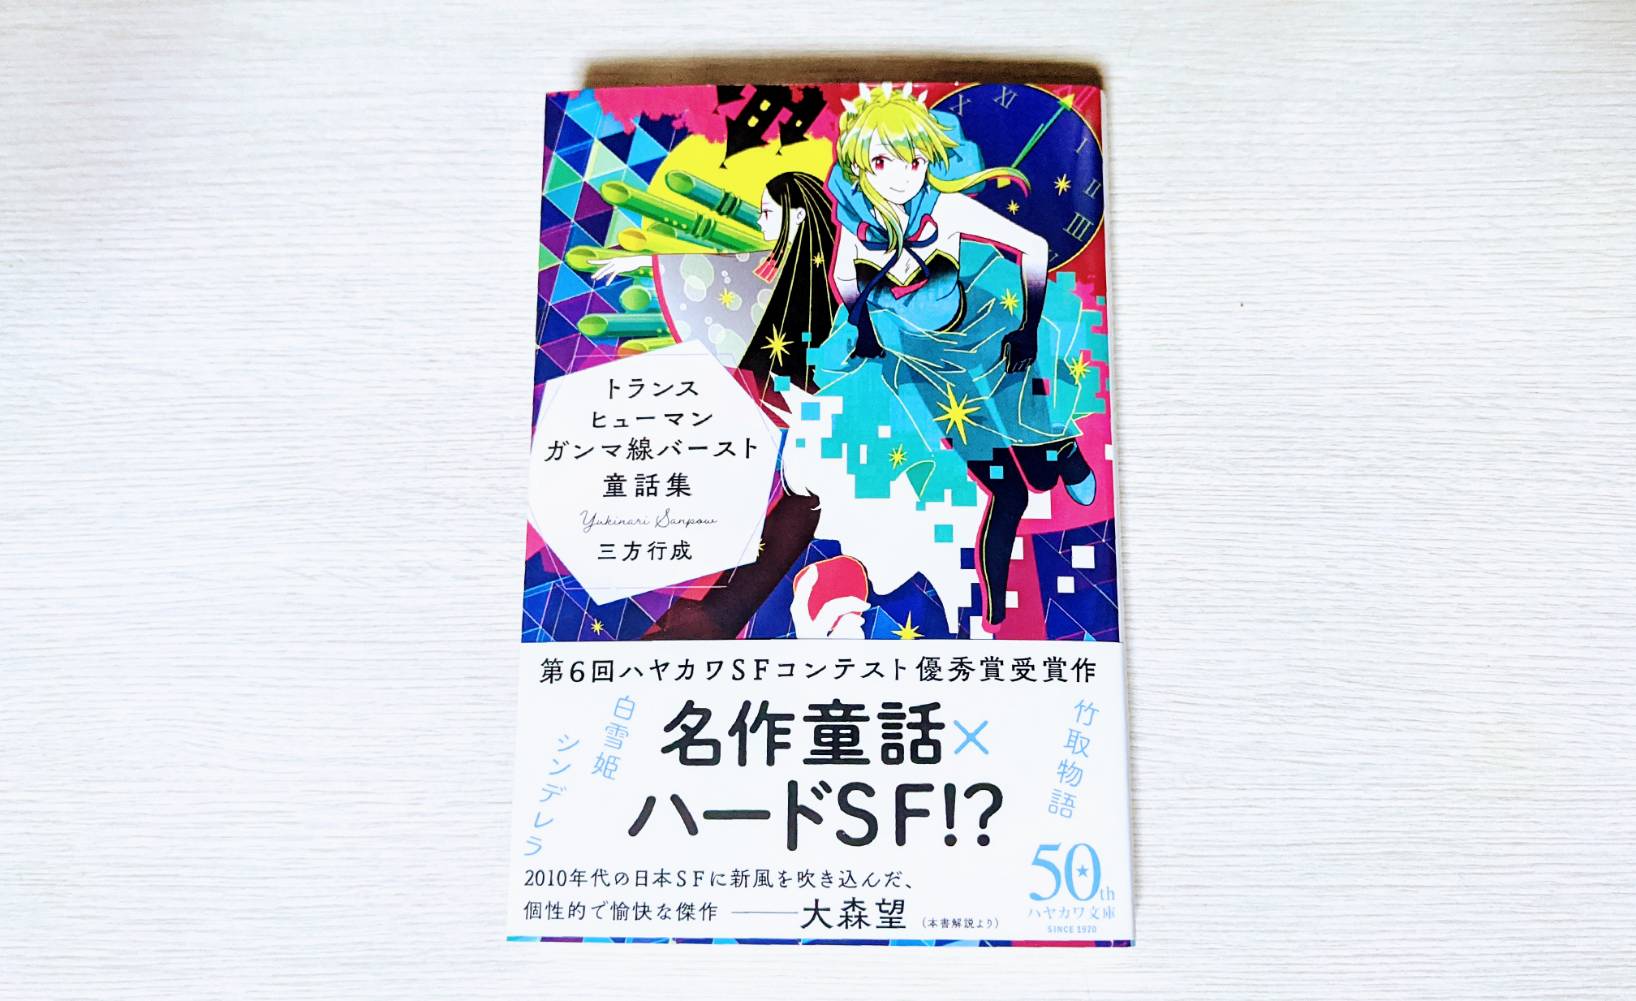 X
XI
I
II
III
トランス
ヒューマン
ガンマ線バースト
童話集
Yukinari Sanpow
三方行成
第6回ハヤカワSFコンテスト優秀賞受賞作
白雪姫
シンデレラ
名作童話×
ハードSF!?
竹取物語
2010年代の日本SFに新風を吹き込んだ、
個性的で愉快な傑作 ――― 大森望 (本書解説より)
50th
ハヤカワ文庫
SINCE 1970